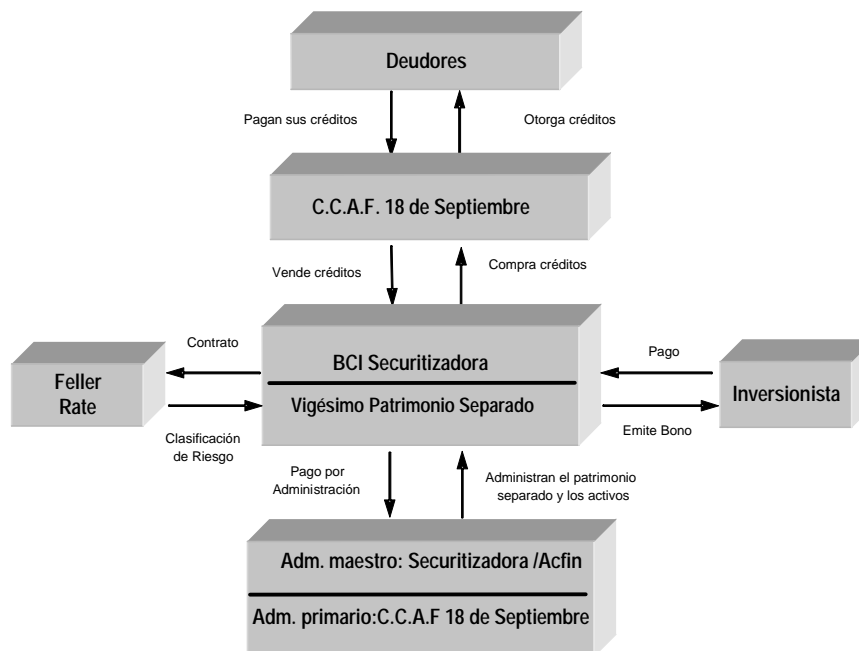 Deudores
Pagan sus créditos
Otorga créditos
C.C.A.F. 18 de Septiembre
Vende créditos
Compra créditos
Contrato
BCI Securitizadora
Pago
Feller
Rate
Vigésimo Patrimonio Separado
Inversionista
Clasificación
de Riesgo
Emite Bono
Pago por
Administración
Administran el patrimonio
separado y los activos
Adm. maestro: Securitizadora /Acfin
Adm. primario:C.C.A.F 18 de Septiembre